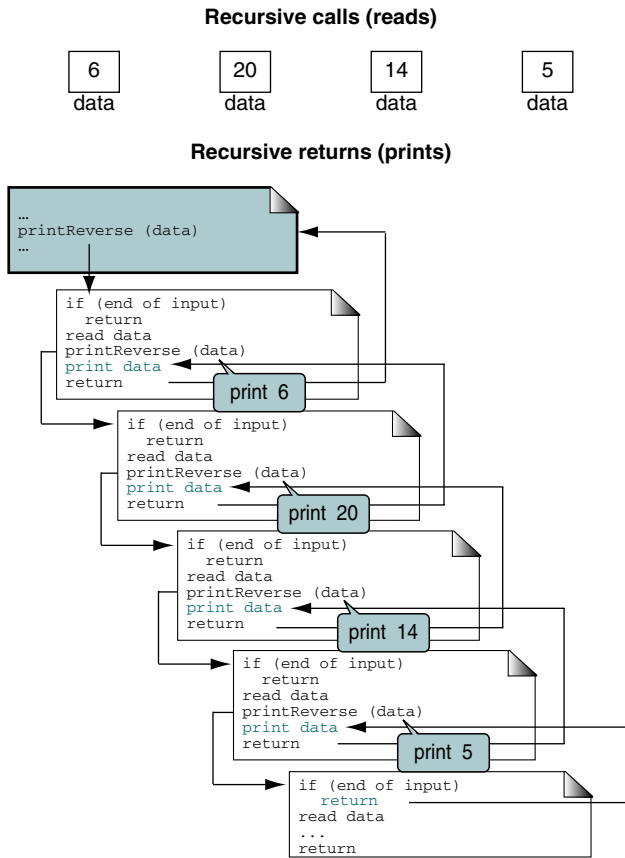 Recursive calls (reads)
6 20 14 5
data data data data
Recursive returns (prints)
…
printReverse (data)
…
if (end of input)
return
read data
printReverse (data)
print data
return
print 6
if (end of input)
return
read data
printReverse (data)
print data
return
print 20
if (end of input)
return
read data
printReverse (data)
print data
return
print 14
if (end of input)
return
read data
printReverse (data)
print data
return
print 5
if (end of input)
return
read data
...
return